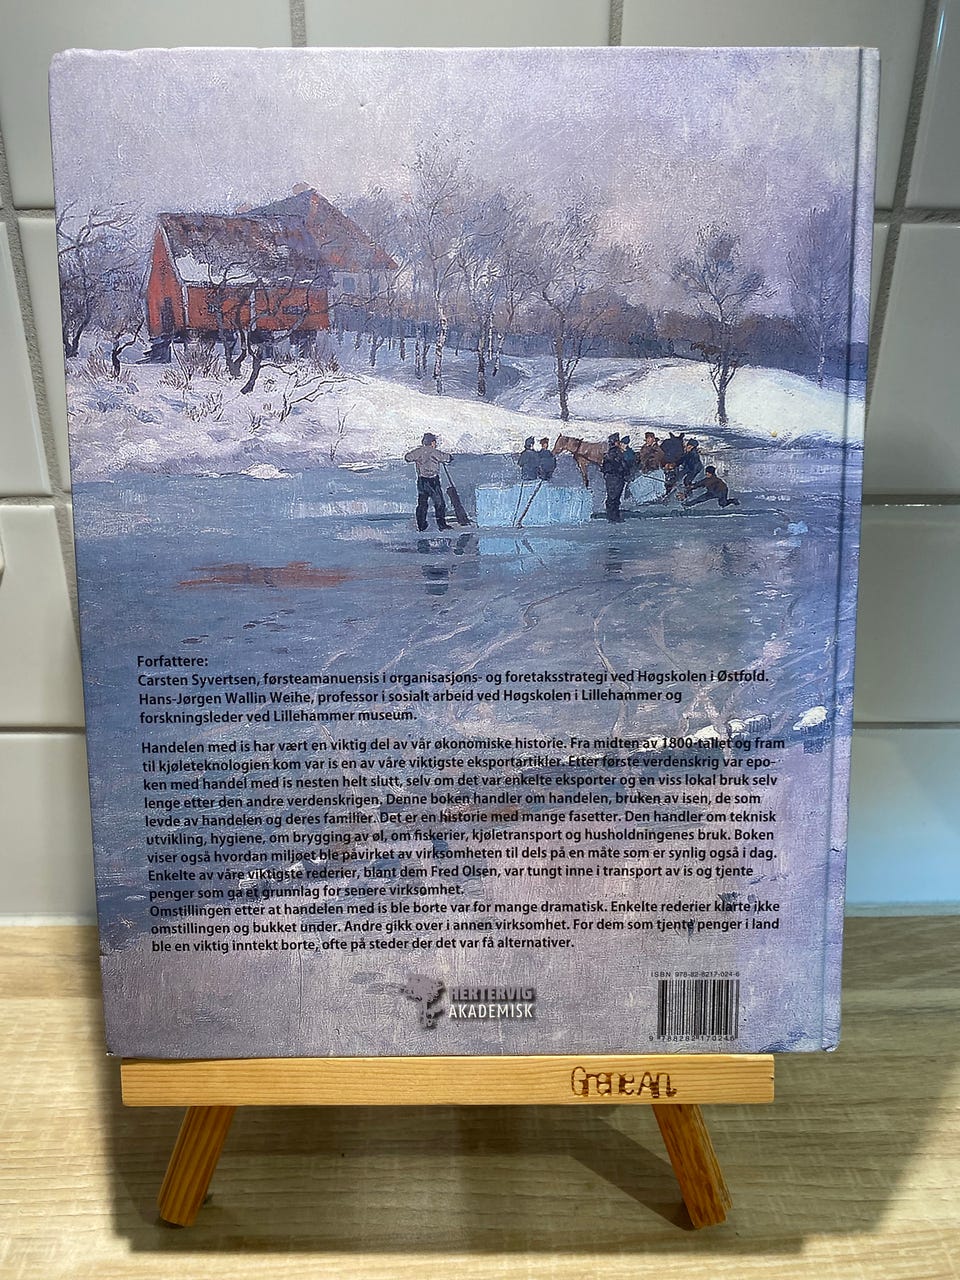 Forfattere:
Carsten Syvertsen, førsteamanuensis i organisasjons- og foretaksstrategi ved Høgskolen i Østfold.
Hans-Jørgen Wallin Weihe, professor i sosialt arbeid ved Høgskolen i Lillehammer og
forskningsleder ved Lillehammer museum.
Handelen med is har vært en viktig del av vår økonomiske historie. Fra midten av 1800-tallet og fram
til kjøleteknologien kom var is en av våre viktigste eksportartikler. Etter første verdenskrig var epo-
ken med handel med is nesten helt slutt, selv om det var enkelte eksporter og en viss lokal bruk selv
lenge etter den andre verdenskrigen. Denne boken handler om handelen, bruken av isen, de som
levde av handelen og deres familier. Det er en historie med mange fasetter. Den handler om teknisk
utvikling, hygiene, om brygging av øl, om fiskerier, kjøletransport og husholdningenes bruk. Boken
viser også hvordan miljøet ble påvirket av virksomheten til dels på en måte som er synlig også i dag.
Enkelte av våre viktigste rederier, blant dem Fred Olsen, var tungt inne i transport av is og tjente
penger som ga et grunnlag for senere virksomhet.
Omstillingen etter at handelen med is ble borte var for mange dramatisk. Enkelte rederier klarte ikke
omstillingen og bukket under. Andre gikk over i annen virksomhet. For dem som tjente penger i land
ble en viktig inntekt borte, ofte på steder der det var få alternativer.
HERTERVIG
AKADEMISK
ISBN 978-82-8217-024-6
9 788282 170246